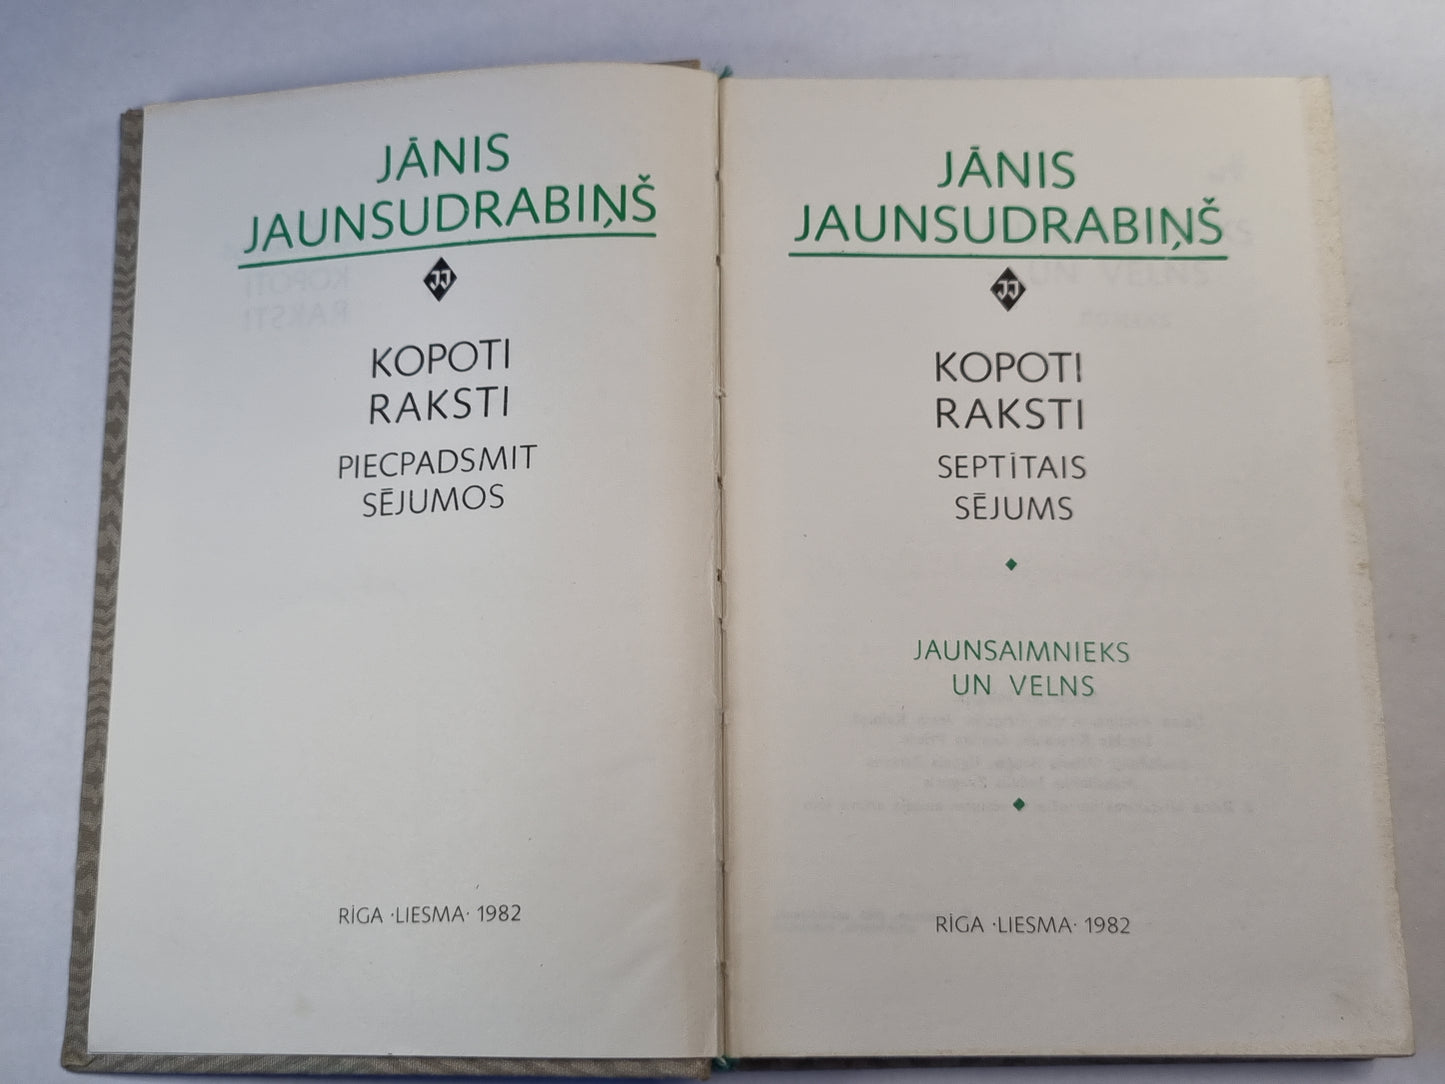 JĀNIS
JAUNSUDRABIŅŠ
JJ
KOPOTI
RAKSTI
PIECPADSMIT
SĒJUMOS
RĪGA ·LIESMA· 1982
JĀNIS
JAUNSUDRABIŅŠ
JJ
KOPOTI
RAKSTI
SEPTĪTAIS
SĒJUMS
JAUNSAIMNIEKS
UN VELNS
RĪGA ·LIESMA· 1982